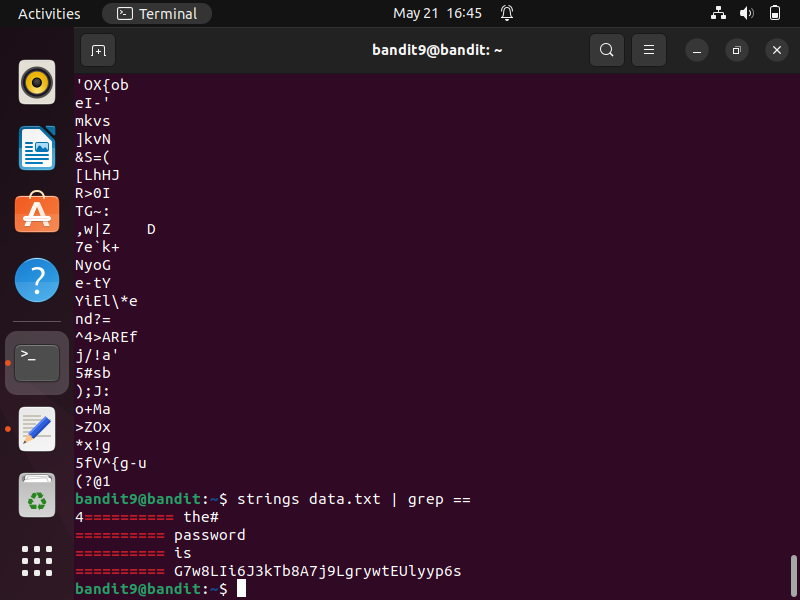 Activities
Terminal
May 21 16:45
bandit9@bandit: ~
'OX{ob
eI-'
mkvs
]kvN
&S=(
[LhHJ
R>0I
TG~:
,w|Z    D
7e`k+
NyoG
e-tY
YiEl\*e
nd?=
^4>AREf
j/!a'
5#sb
);J:
o+Ma
>ZOx
*x!g
5fV^{g-u
(?@1
bandit9@bandit:~$ strings data.txt | grep ==
4========== the#
========== password
========== is
========== G7w8LIi6J3kTb8A7j9LgrywtEUlyyp6s
bandit9@bandit:~$